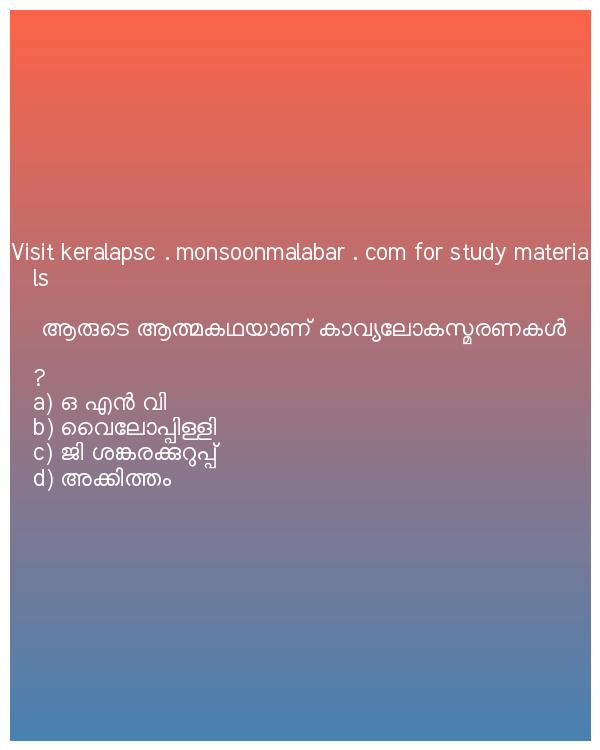 Visit keralapsc . monsoonmalabar . com for study materia
ls
ആരുടെ ആത്മകഥയാണ് കാവ്യലോകസ്മരണകൾ
?
a) ഒ എൻ വി
b) വൈലോപ്പിള്ളി
c) ജി ശങ്കരക്കുറുപ്പ്
d) അക്കിത്തം